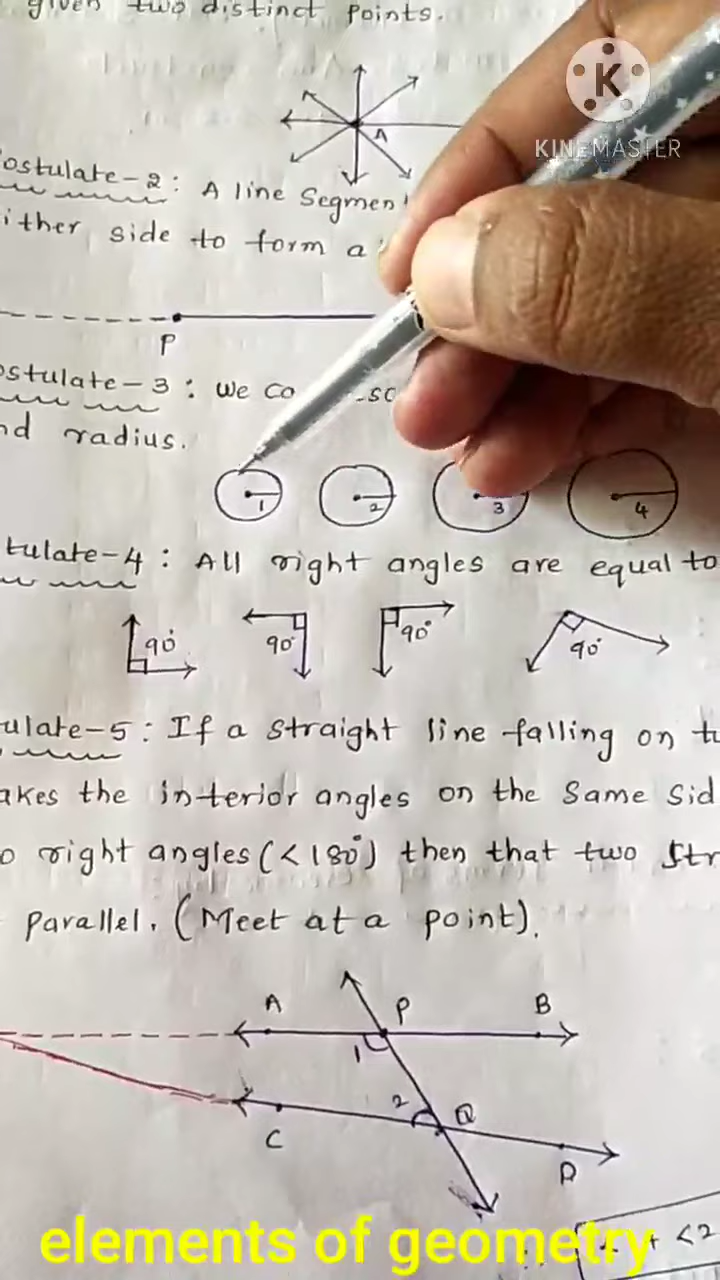 given two distinct points.
K
KINEMASTER
A
ostulate-2: A line Segmen
ither side to form a
P
ostulate-3: we co
nd radius.
1 2 3 4
tulate-4: All right angles are equal to
90° 90° 90° 90°
ulate-5: If a straight line falling on
akes the interior angles on the Same Sid
o right angles (<180°) then that two str
parallel. (Meet at a point).
A P B
1
2 Q
C D
elements of geometry
+ <2